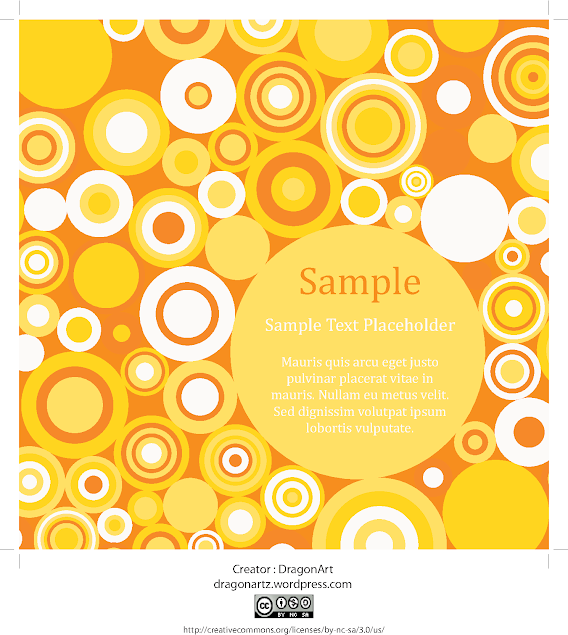 Sample
Sample Text Placeholder
Mauris quis arcu eget justo
pulvinar placerat vitae in
mauris. Nullam eu metus velit.
Sed dignissim volutpat ipsum
lobortis vulputate.
Creator : DragonArt
dragonartz.wordpress.com
cc
BY NC SA
http://creativecommons.org/licenses/by-nc-sa/3.0/us/